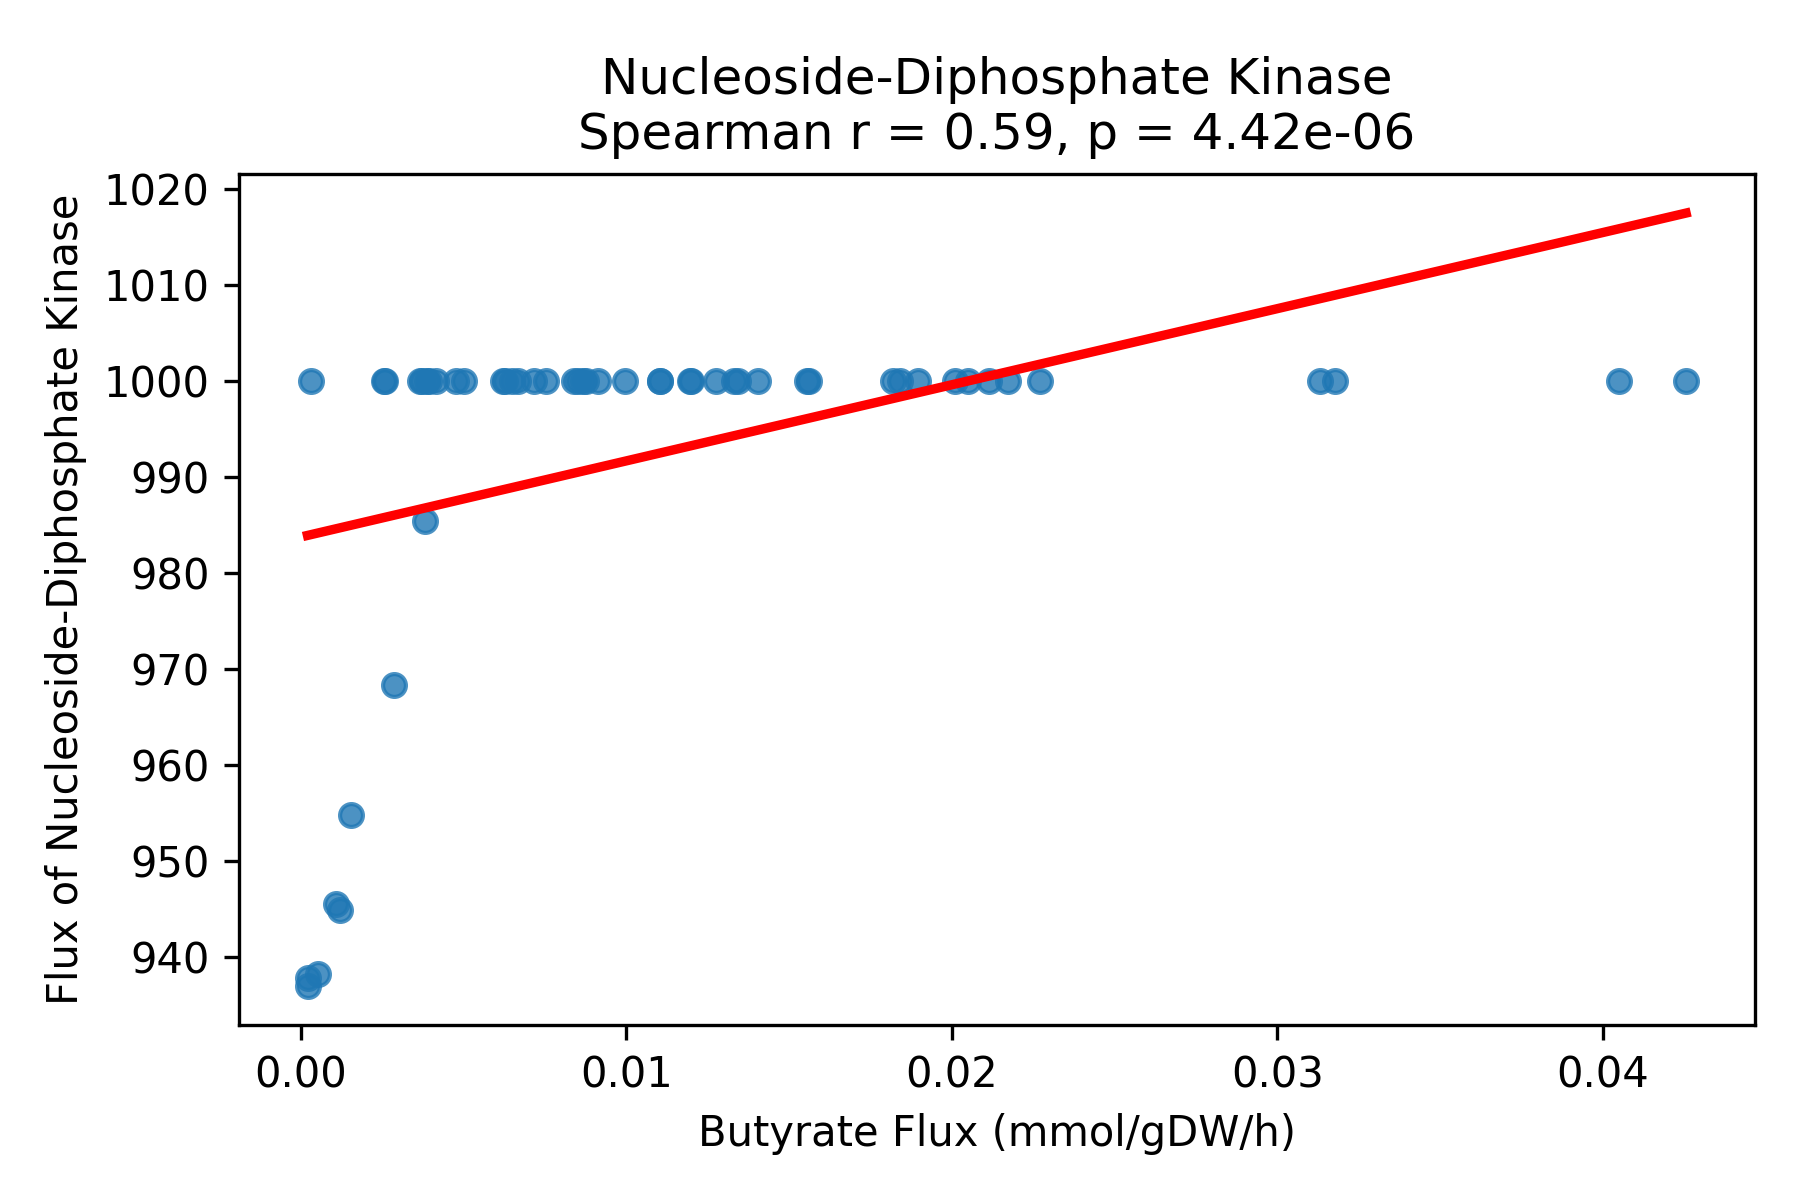 Nucleoside-Diphosphate Kinase
Spearman r = 0.59, p = 4.42e-06
Flux of Nucleoside-Diphosphate Kinase
1020
1010
1000
990
980
970
960
950
940
0.00 0.01 0.02 0.03 0.04
Butyrate Flux (mmol/gDW/h)